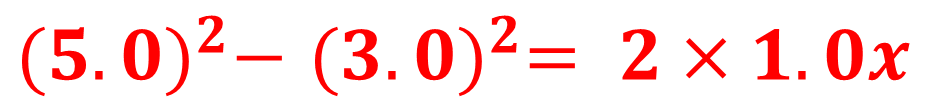 (5.0)²− (3.0)²= 2 × 1.0x